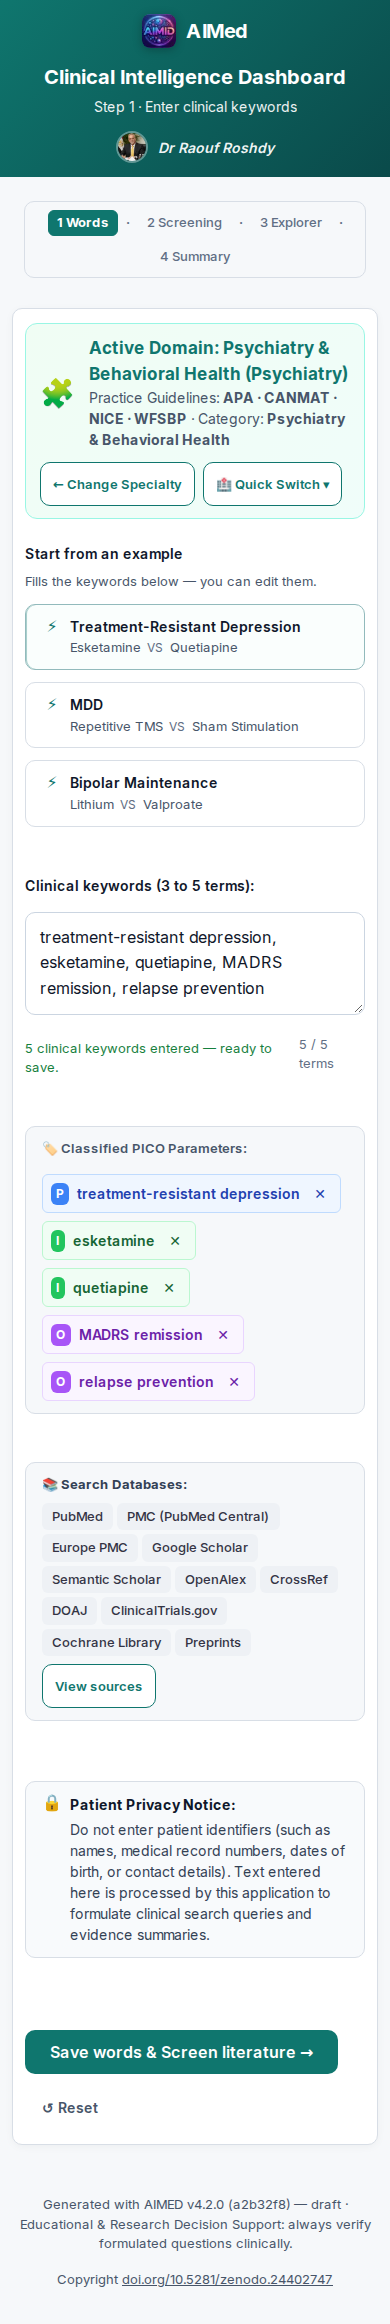 AIMID AIMed
Clinical Intelligence Dashboard
Step 1 · Enter clinical keywords
Dr Raouf Roshdy
1 Words · 2 Screening · 3 Explorer ·
4 Summary
Active Domain: Psychiatry &
Behavioral Health (Psychiatry)
Practice Guidelines: APA · CANMAT ·
NICE · WFSBP · Category: Psychiatry
& Behavioral Health
← Change Specialty
Quick Switch ▾
Start from an example
Fills the keywords below — you can edit them.
Treatment-Resistant Depression
Esketamine VS Quetiapine
MDD
Repetitive TMS VS Sham Stimulation
Bipolar Maintenance
Lithium VS Valproate
Clinical keywords (3 to 5 terms):
treatment-resistant depression,
esketamine, quetiapine, MADRS
remission, relapse prevention
5 clinical keywords entered — ready to
save.
5 / 5
terms
Classified PICO Parameters:
P treatment-resistant depression ✕
I esketamine ✕
I quetiapine ✕
O MADRS remission ✕
O relapse prevention ✕
Search Databases:
PubMed PMC (PubMed Central)
Europe PMC Google Scholar
Semantic Scholar OpenAlex CrossRef
DOAJ ClinicalTrials.gov
Cochrane Library Preprints
View sources
Patient Privacy Notice:
Do not enter patient identifiers (such as
names, medical record numbers, dates of
birth, or contact details). Text entered
here is processed by this application to
formulate clinical search queries and
evidence summaries.
Save words & Screen literature →
↺ Reset
Generated with AIMED v4.2.0 (a2b32f8) — draft ·
Educational & Research Decision Support: always verify
formulated questions clinically.
Copyright doi.org/10.5281/zenodo.24402747